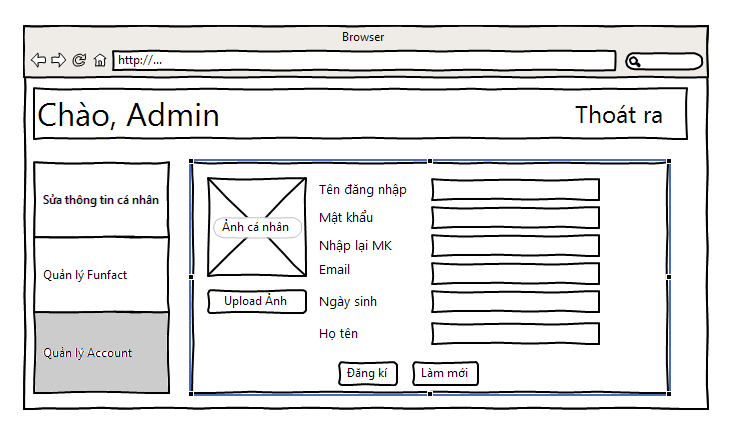 Browser
http://...
Chào, Admin
Thoát ra
Sửa thông tin cá nhân
Quản lý Funfact
Quản lý Account
Ảnh cá nhân
Upload Ảnh
Tên đăng nhập
Mật khẩu
Nhập lại MK
Email
Ngày sinh
Họ tên
Đăng kí
Làm mới